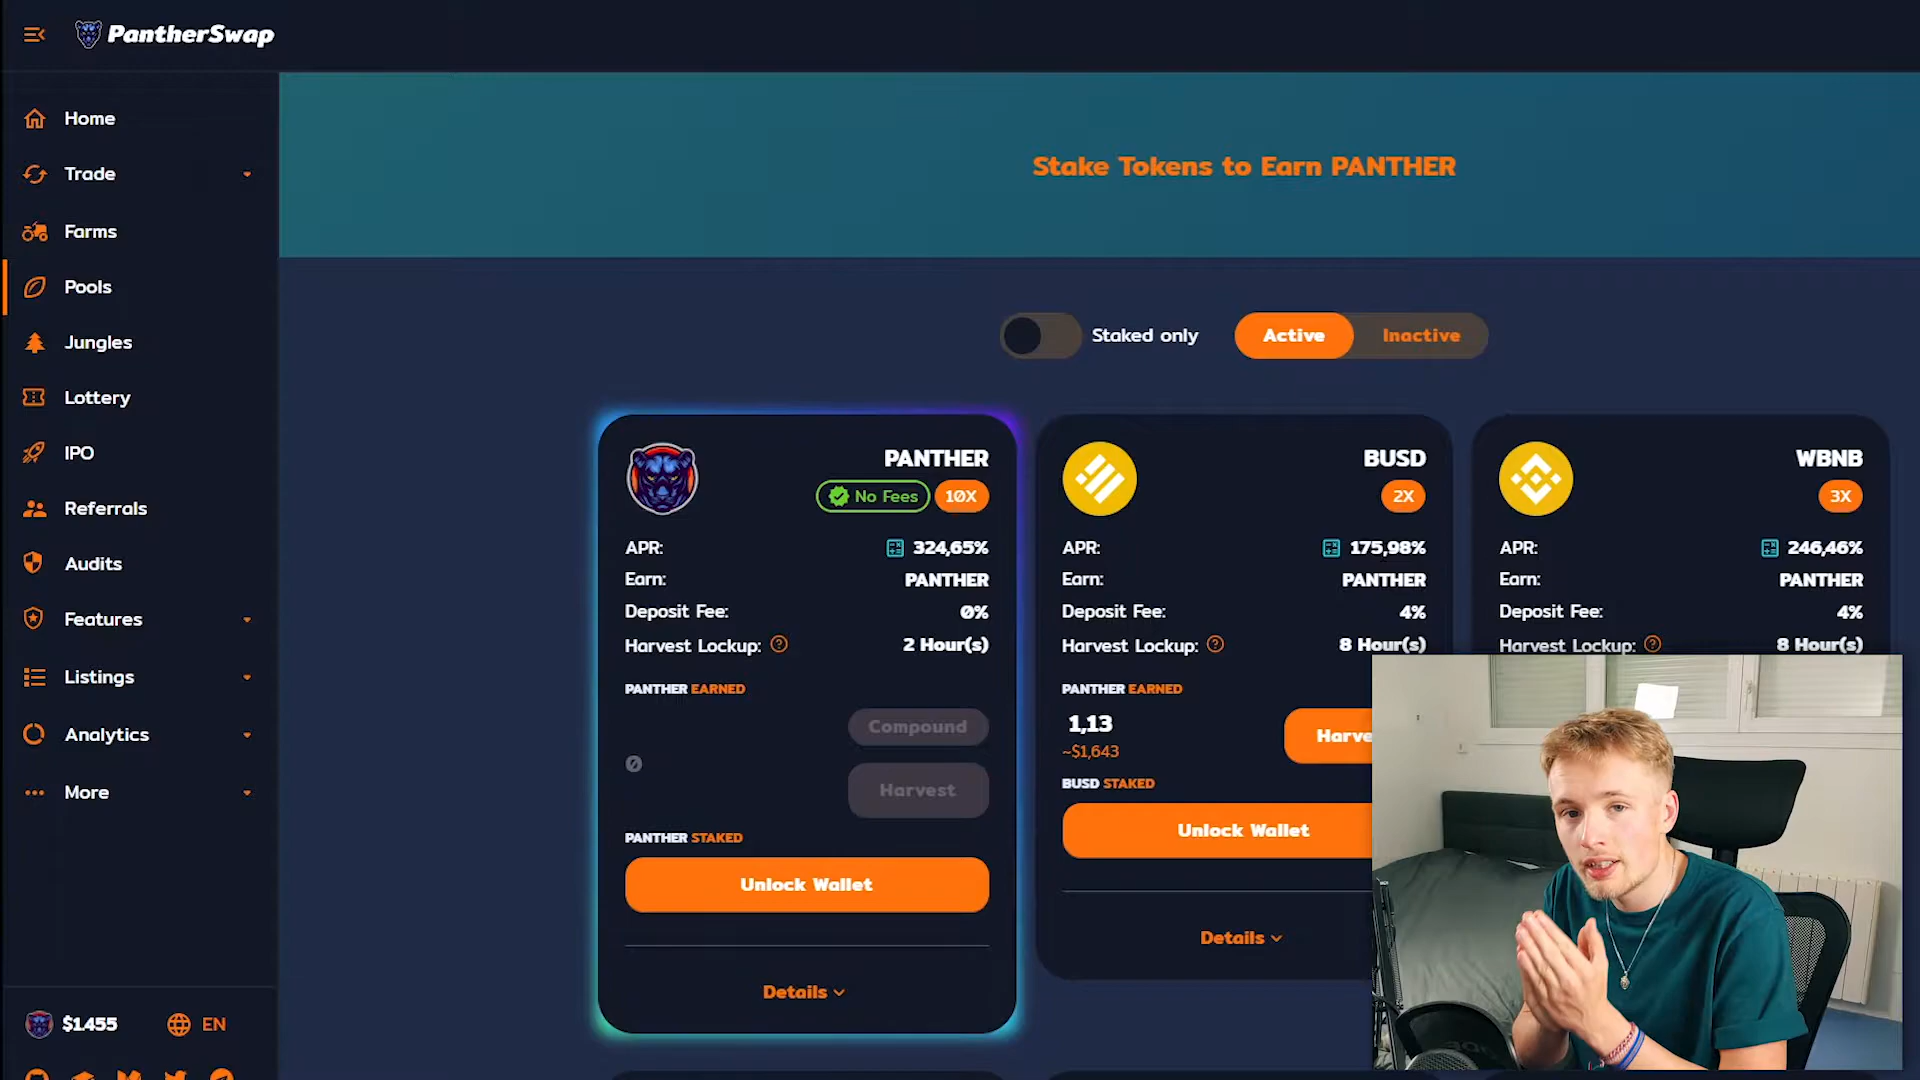 PantherSwap
Home
Trade
Farms
Pools
Jungles
Lottery
IPO
Referrals
Audits
Features
Listings
Analytics
More
$1.455
EN
Stake Tokens to Earn PANTHER
Staked only
Active
Inactive
PANTHER
No Fees
10X
APR: 324,65%
Earn: PANTHER
Deposit Fee: 0%
Harvest Lockup: ? 2 Hour(s)
PANTHER EARNED
0
Compound
Harvest
PANTHER STAKED
Unlock Wallet
Details
BUSD
2X
APR: 175,98%
Earn: PANTHER
Deposit Fee: 4%
Harvest Lockup: ? 8 Hour(s)
PANTHER EARNED
1,13
~$1,643
Harve
BUSD STAKED
Unlock Wallet
Details
WBNB
3X
APR: 246,46%
Earn: PANTHER
Deposit Fee: 4%
Harvest Lockup: ? 8 Hour(s)